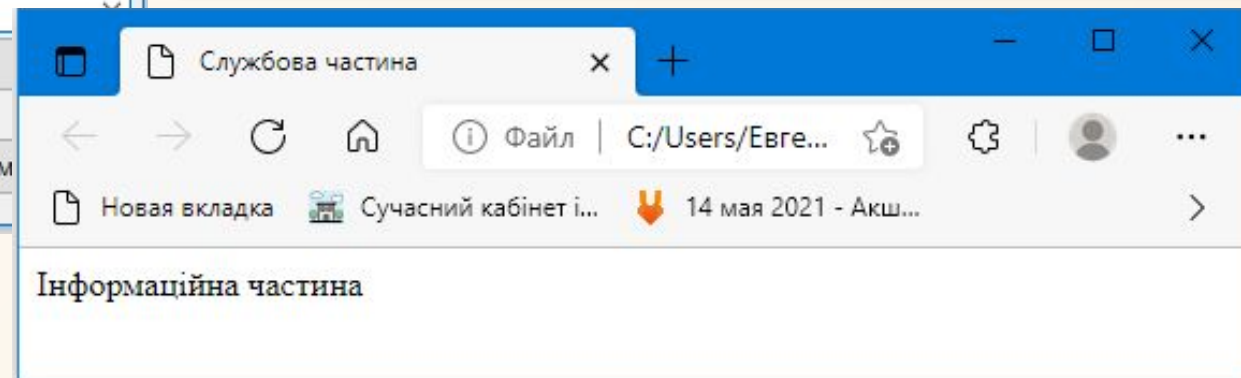 Службова частина
Файл | C:/Users/Евге...
Новая вкладка Сучасний кабінет і... 14 мая 2021 - Акш...
Інформаційна частина